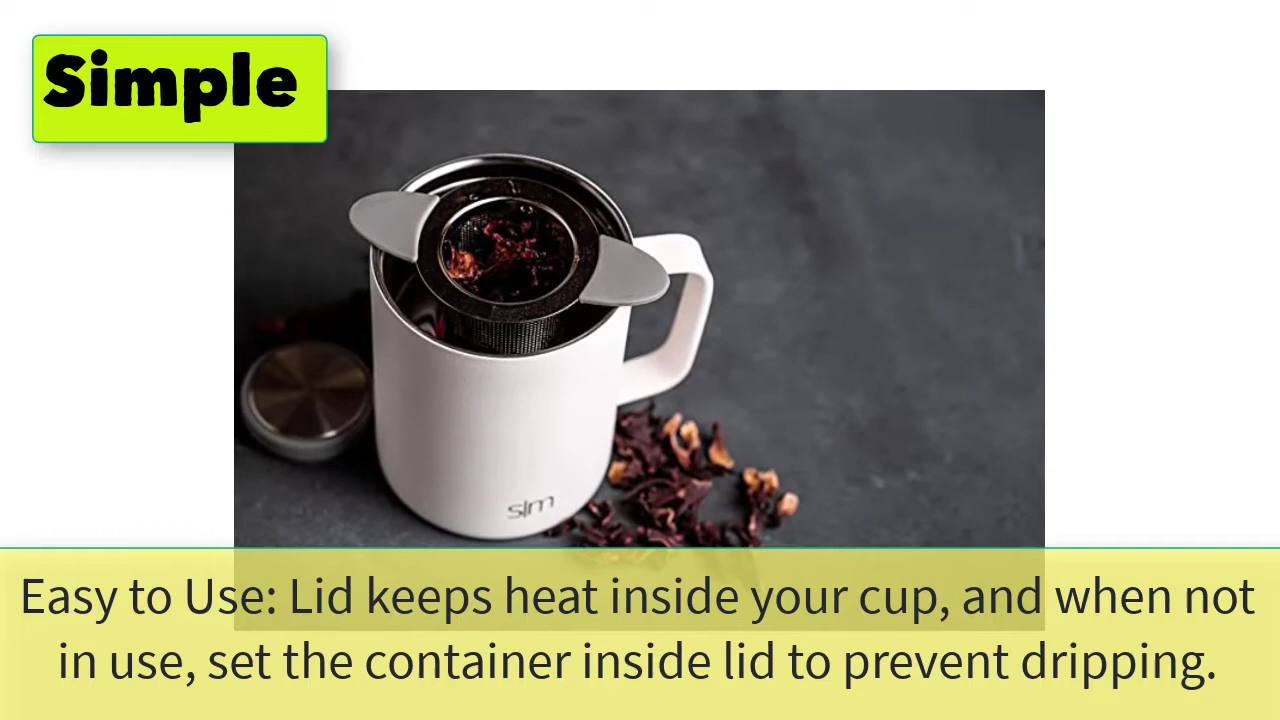 Simple
slm
Easy to Use: Lid keeps heat inside your cup, and when not
in use, set the container inside lid to prevent dripping.